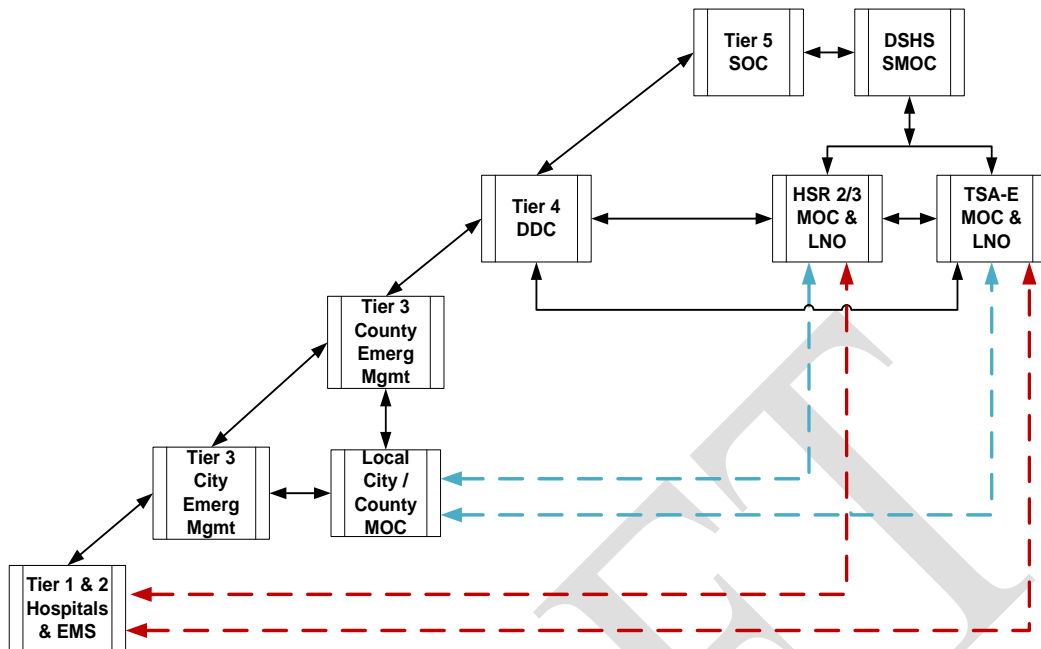 Tier 5
SOC
DSHS
SMOC
Tier 4
DDC
HSR 2/3
MOC &
LNO
TSA-E
MOC &
LNO
Tier 3
County
Emerg
Mgmt
Tier 3
City
Emerg
Mgmt
Local
City /
County
MOC
Tier 1 & 2
Hospitals
& EMS